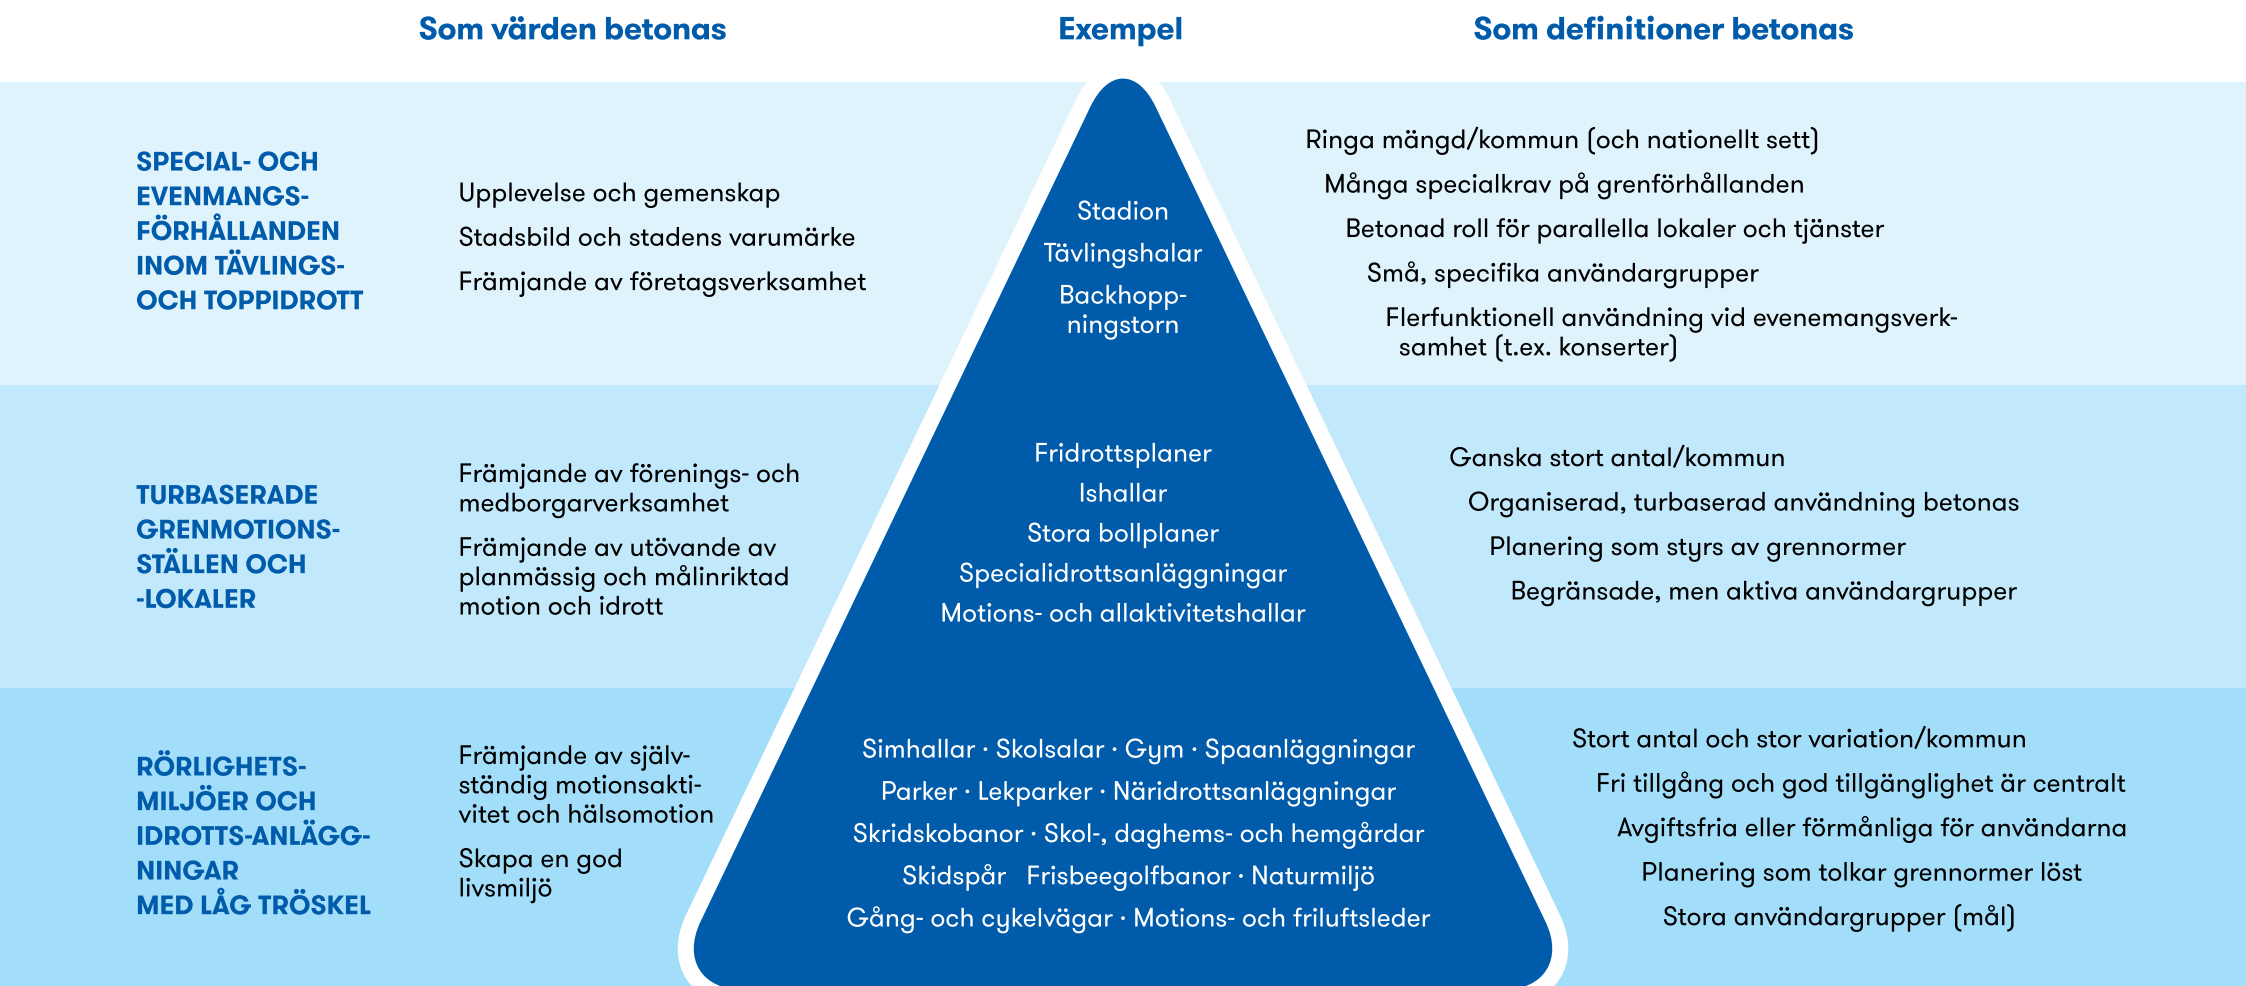 Som värden betonas
Exempel
Som definitioner betonas
SPECIAL- OCH
EVENMANGS-
FÖRHÅLLANDEN
INOM TÄVLINGS-
OCH TOPPIDROTT
Upplevelse och gemenskap
Stadsbild och stadens varumärke
Främjande av företagsverksamhet
Stadion
Tävlingshalar
Backhopp-
ningstorn
Ringa mängd/kommun (och nationellt sett)
Många specialkrav på grenförhållanden
Betonad roll för parallella lokaler och tjänster
Små, specifika användargrupper
Flerfunktionell användning vid evenemangsverk-
samhet (t.ex. konserter)
TURBASERADE
GRENMOTIONS-
STÄLLEN OCH
-LOKALER
Främjande av förenings- och
medborgarverksamhet
Främjande av utövande av
planmässig och målinriktad
motion och idrott
Fridrottsplaner
Ishallar
Stora bollplaner
Specialidrottsanläggningar
Motions- och allaktivitetshallar
Ganska stort antal/kommun
Organiserad, turbaserad användning betonas
Planering som styrs av grennormer
Begränsade, men aktiva användargrupper
RÖRLIGHETS-
MILJÖER OCH
IDROTTS-ANLÄGG-
NINGAR
MED LÅG TRÖSKEL
Främjande av själv-
ständig motionsakti-
vitet och hälsomotion
Skapa en god
livsmiljö
Simhallar · Skolsalar · Gym · Spaanläggningar
Parker · Lekparker · Näridrottsanläggningar
Skridskobanor · Skol-, daghems- och hemgårdar
Skidspår Frisbeegolfbanor · Naturmiljö
Gång- och cykelvägar · Motions- och friluftsleder
Stort antal och stor variation/kommun
Fri tillgång och god tillgänglighet är centralt
Avgiftsfria eller förmånliga för användarna
Planering som tolkar grennormer löst
Stora användargrupper (mål)